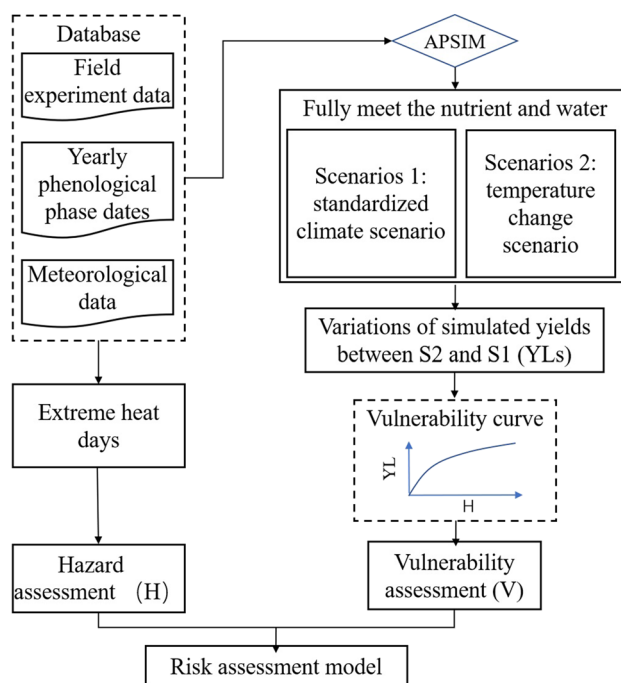 Database
Field
experiment data
Yearly
phenological
phase dates
Meteorological
data
Extreme heat
days
Hazard
assessment （H）
APSIM
Fully meet the nutrient and water
Scenarios 1:
standardized
climate scenario
Scenarios 2:
temperature
change
scenario
Variations of simulated yields
between S2 and S1 (YLs)
Vulnerability curve
YL
H
Vulnerability
assessment (V)
Risk assessment model